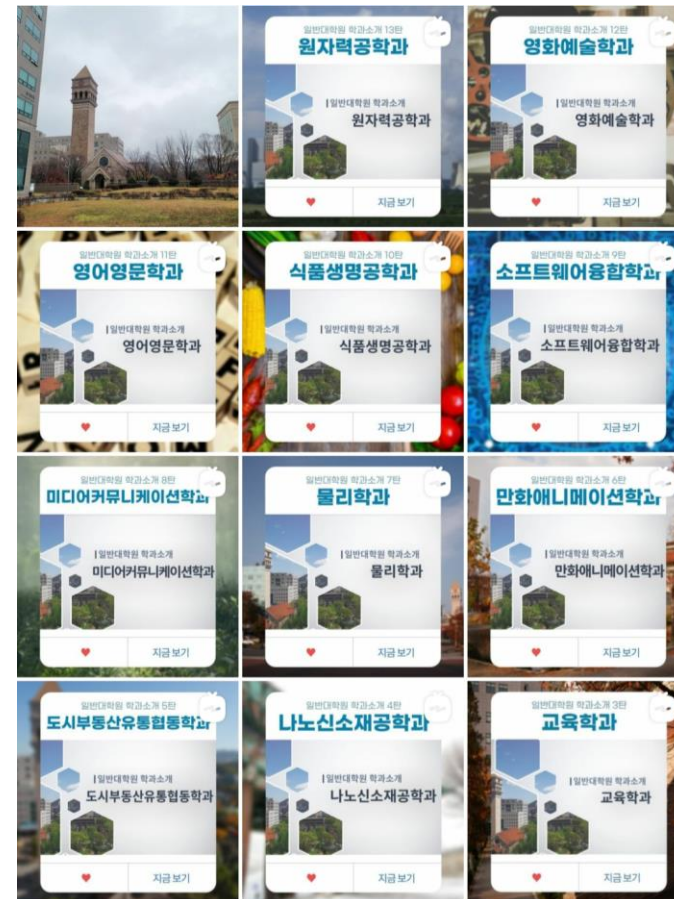 일반대학원 학과소개 13탄
원자력공학과
일반대학원 학과소개
원자력공학과
지금 보기
일반대학원 학과소개 12탄
영화예술학과
일반대학원 학과소개
영화예술학과
지금 보기
일반대학원 학과소개 11탄
영어영문학과
일반대학원 학과소개
영어영문학과
지금 보기
일반대학원 학과소개 10탄
식품생명공학과
일반대학원 학과소개
식품생명공학과
지금 보기
일반대학원 학과소개 9탄
소프트웨어융합학과
일반대학원 학과소개
소프트웨어융합학과
지금 보기
일반대학원 학과소개 8탄
미디어커뮤니케이션학과
일반대학원 학과소개
미디어커뮤니케이션학과
지금 보기
일반대학원 학과소개 7탄
물리학과
일반대학원 학과소개
물리학과
지금 보기
일반대학원 학과소개 6탄
만화애니메이션학과
일반대학원 학과소개
만화애니메이션학과
지금 보기
일반대학원 학과소개 5탄
도시부동산유통협동학과
일반대학원 학과소개
도시부동산유통협동학과
지금 보기
일반대학원 학과소개 4탄
나노신소재공학과
일반대학원 학과소개
나노신소재공학과
지금 보기
일반대학원 학과소개 3탄
교육학과
일반대학원 학과소개
교육학과
지금 보기